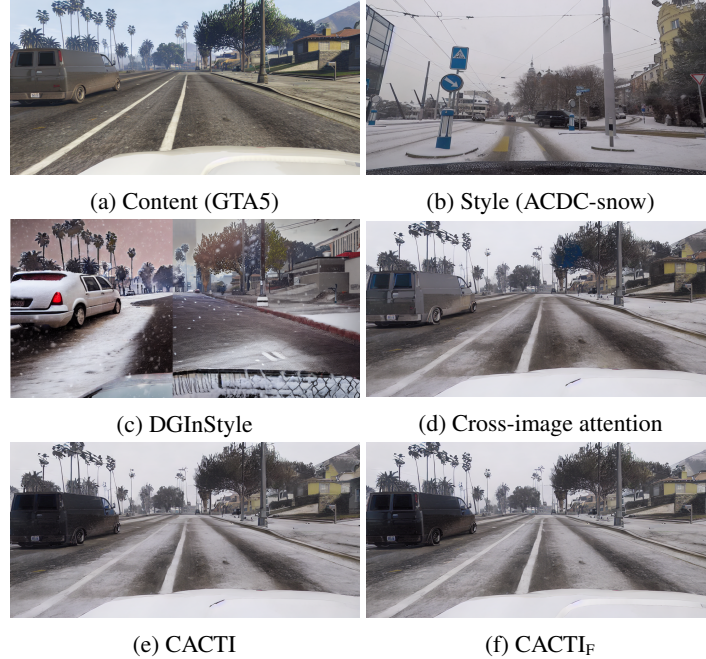 (a) Content (GTA5)
(b) Style (ACDC-snow)
(c) DGInStyle
(d) Cross-image attention
(e) CACTI
(f) CACTI_F